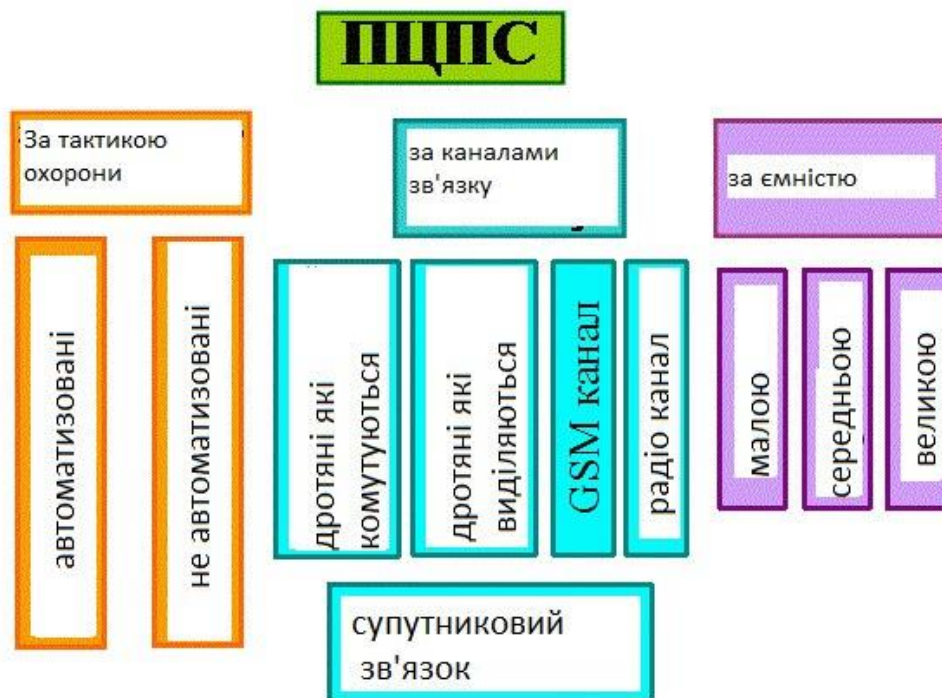 ПЦПС
За тактикою
охорони
за каналами
зв'язку
за ємністю
автоматизовані
не автоматизовані
дротяні які
комутуються
дротяні які
виділяються
GSM канал
радіо канал
малою
середньою
великою
супутниковий
зв'язок